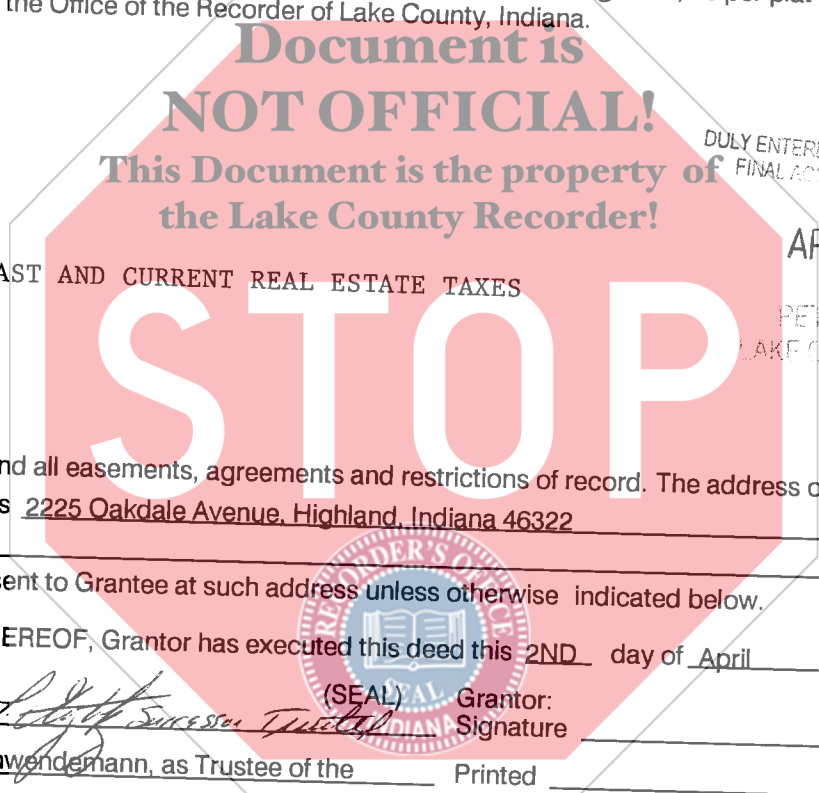 the Office of the Recorder of Lake County, Indiana.
Document is
NOT OFFICIAL!
DULY ENTERE
This Document is the property of
FINAL AC
the Lake County Recorder!
AST AND CURRENT REAL ESTATE TAXES
STOP
LAKE C
nd all easements, agreements and restrictions of record. The address o
s 2225 Oakdale Avenue, Highland, Indiana 46322
RECORDER'S OFFICE
sent to Grantee at such address unless otherwise indicated below.
EREOF, Grantor has executed this deed this 2ND day of April
(SEAL) Grantor:
SEAL
Successor Trustee
INDIANA
Signature
wendemann, as Trustee of the
Printed